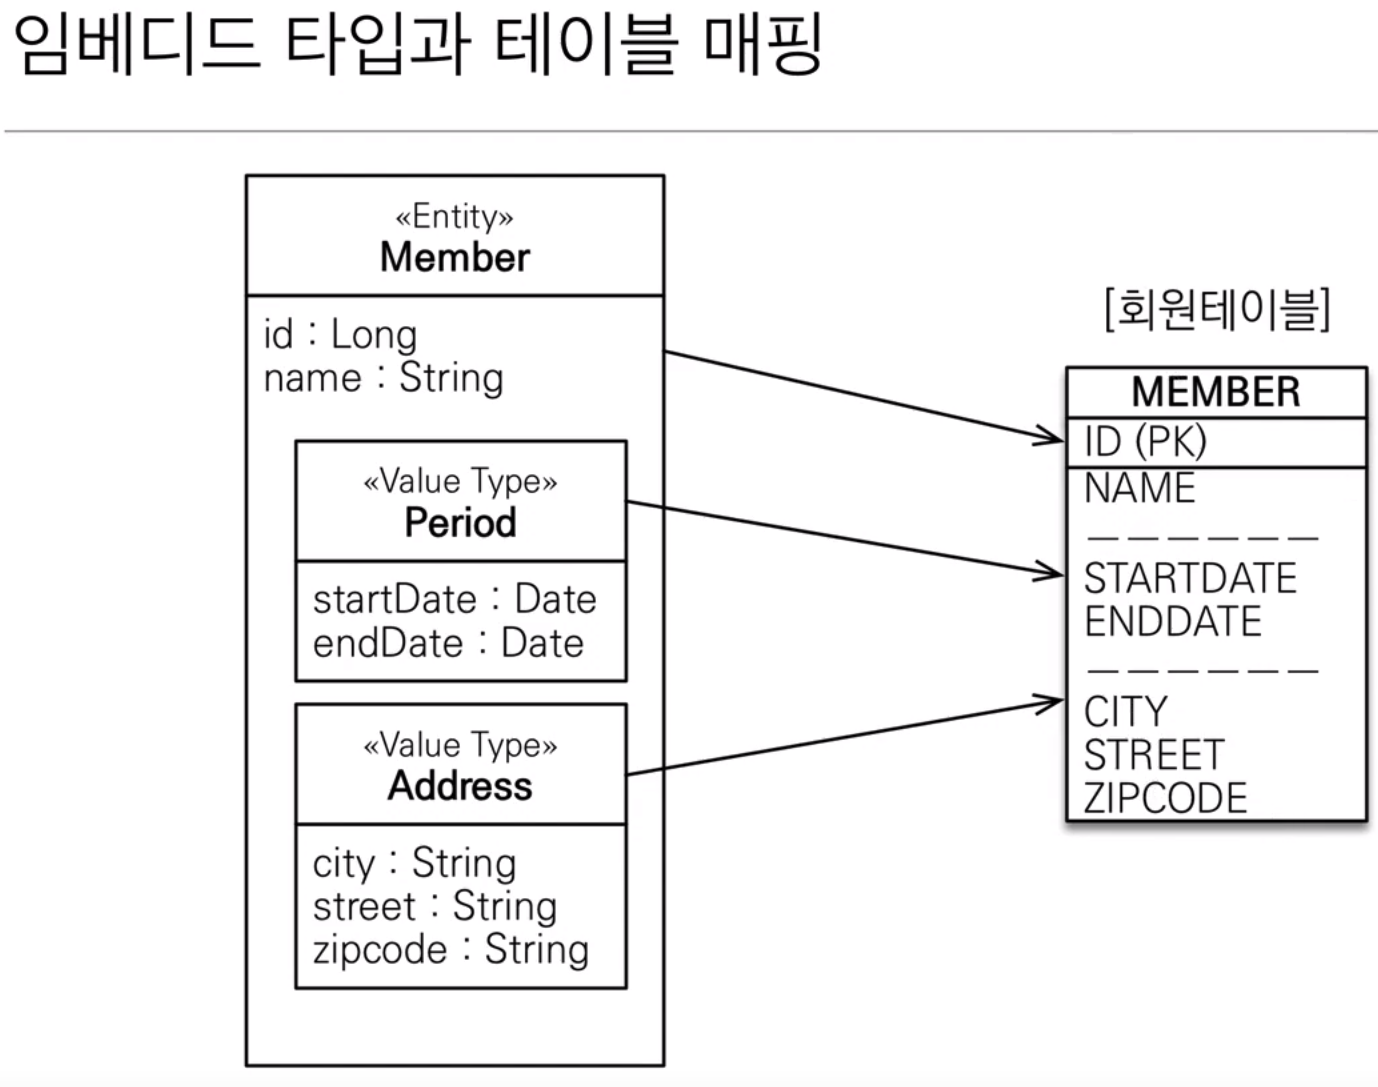 임베디드 타입과 테이블 매핑
«Entity»
Member
id : Long
name : String
«Value Type»
Period
startDate : Date
endDate : Date
«Value Type»
Address
city : String
street : String
zipcode : String
[회원테이블]
MEMBER
ID (PK)
NAME
STARTDATE
ENDDATE
CITY
STREET
ZIPCODE